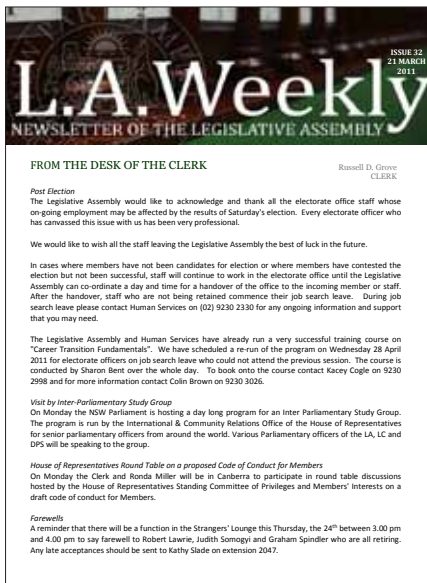 ISSUE 32
21 MARCH
2011
L.A.Weekly
NEWSLETTER OF THE LEGISLATIVE ASSEMBLY
FROM THE DESK OF THE CLERK
Russell D. Grove
CLERK
Post Election
The Legislative Assembly would like to acknowledge and thank all the electorate office staff whose
on-going employment may be affected by the results of Saturday's election. Every electorate officer who
has canvassed this issue with us has been very professional.
We would like to wish all the staff leaving the Legislative Assembly the best of luck in the future.
In cases where members have not been candidates for election or where members have contested the
election but not been successful, staff will continue to work in the electorate office until the Legislative
Assembly can co-ordinate a day and time for a handover of the office to the incoming member or staff.
After the handover, staff who are not being retained commence their job search leave. During job
search leave please contact Human Services on (02) 9230 2330 for any ongoing information and support
that you may need.
The Legislative Assembly and Human Services have already run a very successful training course on
"Career Transition Fundamentals". We have scheduled a re-run of the program on Wednesday 28 April
2011 for electorate officers on job search leave who could not attend the previous session. The course is
conducted by Sharon Bent over the whole day. To book onto the course contact Kacey Cogle on 9230
2998 and for more information contact Colin Brown on 9230 3026.
Visit by Inter-Parliamentary Study Group
On Monday the NSW Parliament is hosting a day long program for an Inter Parliamentary Study Group.
The program is run by the International & Community Relations Office of the House of Representatives
for senior parliamentary officers from around the world. Various Parliamentary officers of the LA, LC and
DPS will be speaking to the group.
House of Representatives Round Table on a proposed Code of Conduct for Members
On Monday the Clerk and Ronda Miller will be in Canberra to participate in round table discussions
hosted by the House of Representatives Standing Committee of Privileges and Members' Interests on a
draft code of conduct for Members.
Farewells
A reminder that there will be a function in the Strangers' Lounge this Thursday, the 24th between 3.00 pm
and 4.00 pm to say farewell to Robert Lawrie, Judith Somogyi and Graham Spindler who are all retiring.
Any late acceptances should be sent to Kathy Slade on extension 2047.